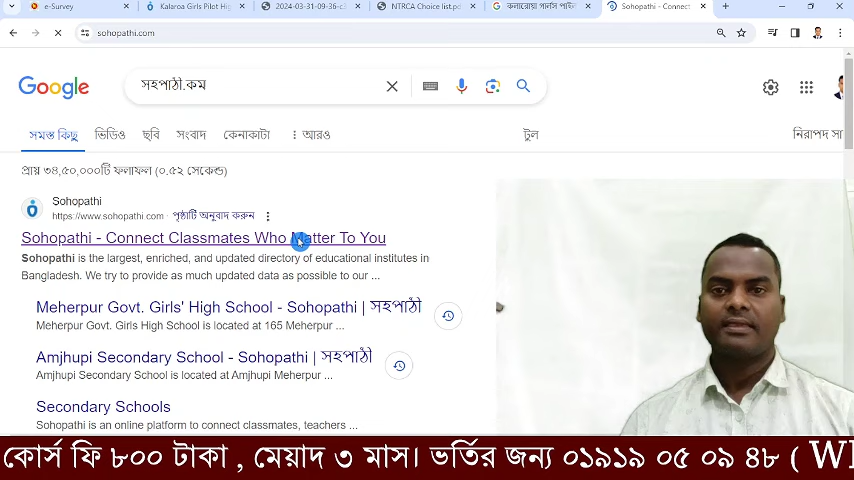 e-Survey
Kalaroa Girls Pilot Hig
2024-03-31-09-36-c3
NTRCA Choice list.pd
কলারোয়া গার্লস পাইল
Sohopathi - Connect
sohopathi.com
Google
সহপাঠী.কম
সমস্ত কিছু ভিডিও ছবি সংবাদ কেনাকাটা আরও টুল নিরাপদ সা
প্রায় ৩৪,৫০,০০০টি ফলাফল (০.৫২ সেকেন্ড)
Sohopathi
https://www.sohopathi.com · পৃষ্ঠাটি অনুবাদ করুন
Sohopathi - Connect Classmates Who Matter To You
Sohopathi is the largest, enriched, and updated directory of educational institutes in
Bangladesh. We try to provide as much updated data as possible to our ...
Meherpur Govt. Girls' High School - Sohopathi | সহপাঠী
Meherpur Govt. Girls High School is located at 165 Meherpur ...
Amjhupi Secondary School - Sohopathi | সহপাঠী
Amjhupi Secondary School is located at Amjhupi Meherpur ...
Secondary Schools
Sohopathi is an online platform to connect classmates, teachers ...
কোর্স ফি ৮০০ টাকা , মেয়াদ ৩ মাস। ভর্তির জন্য ০১৯১৯ ০৫ ০৯ ৪৮ ( W